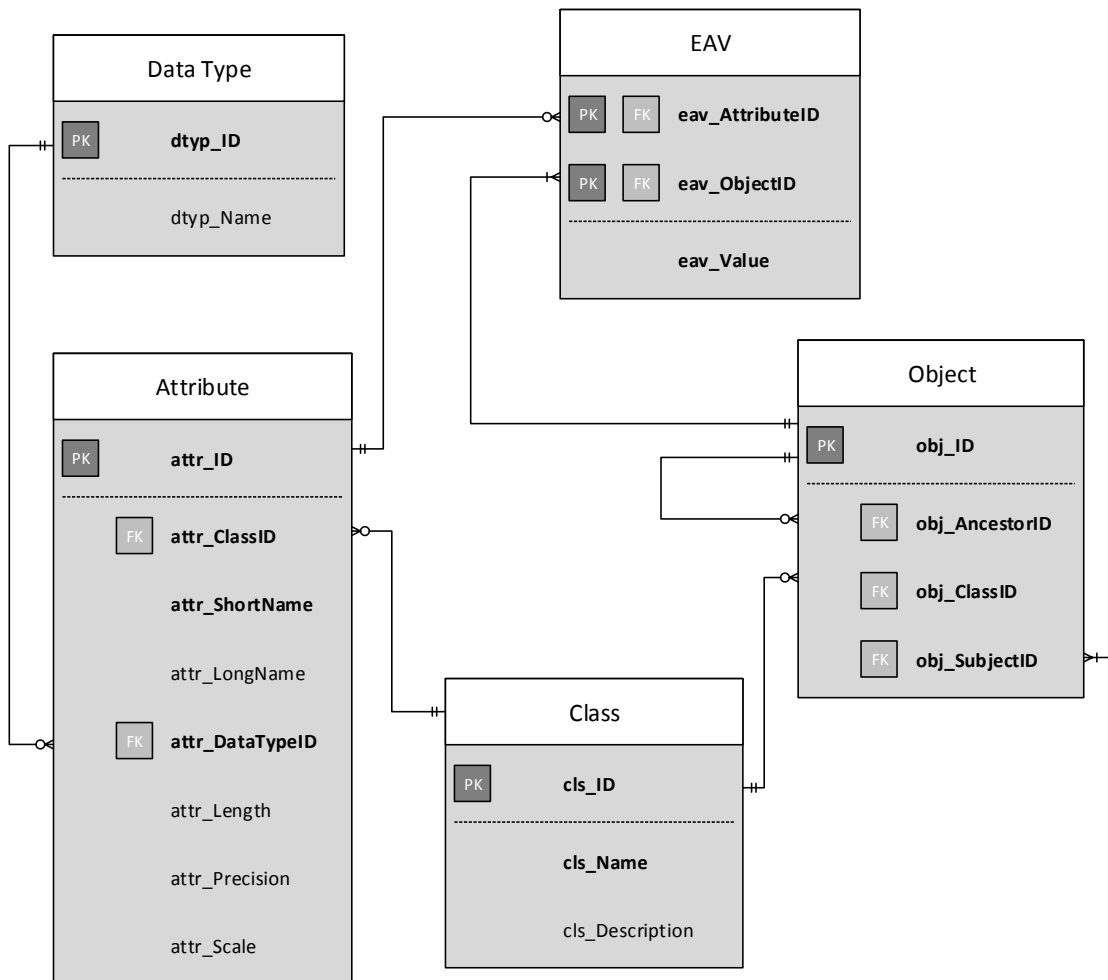 Data Type
PK dtyp_ID
dtyp_Name
EAV
PK FK eav_AttributeID
PK FK eav_ObjectID
eav_Value
Attribute
PK attr_ID
FK attr_ClassID
attr_ShortName
attr_LongName
FK attr_DataTypeID
attr_Length
attr_Precision
attr_Scale
Object
PK obj_ID
FK obj_AncestorID
FK obj_ClassID
FK obj_SubjectID
Class
PK cls_ID
cls_Name
cls_Description